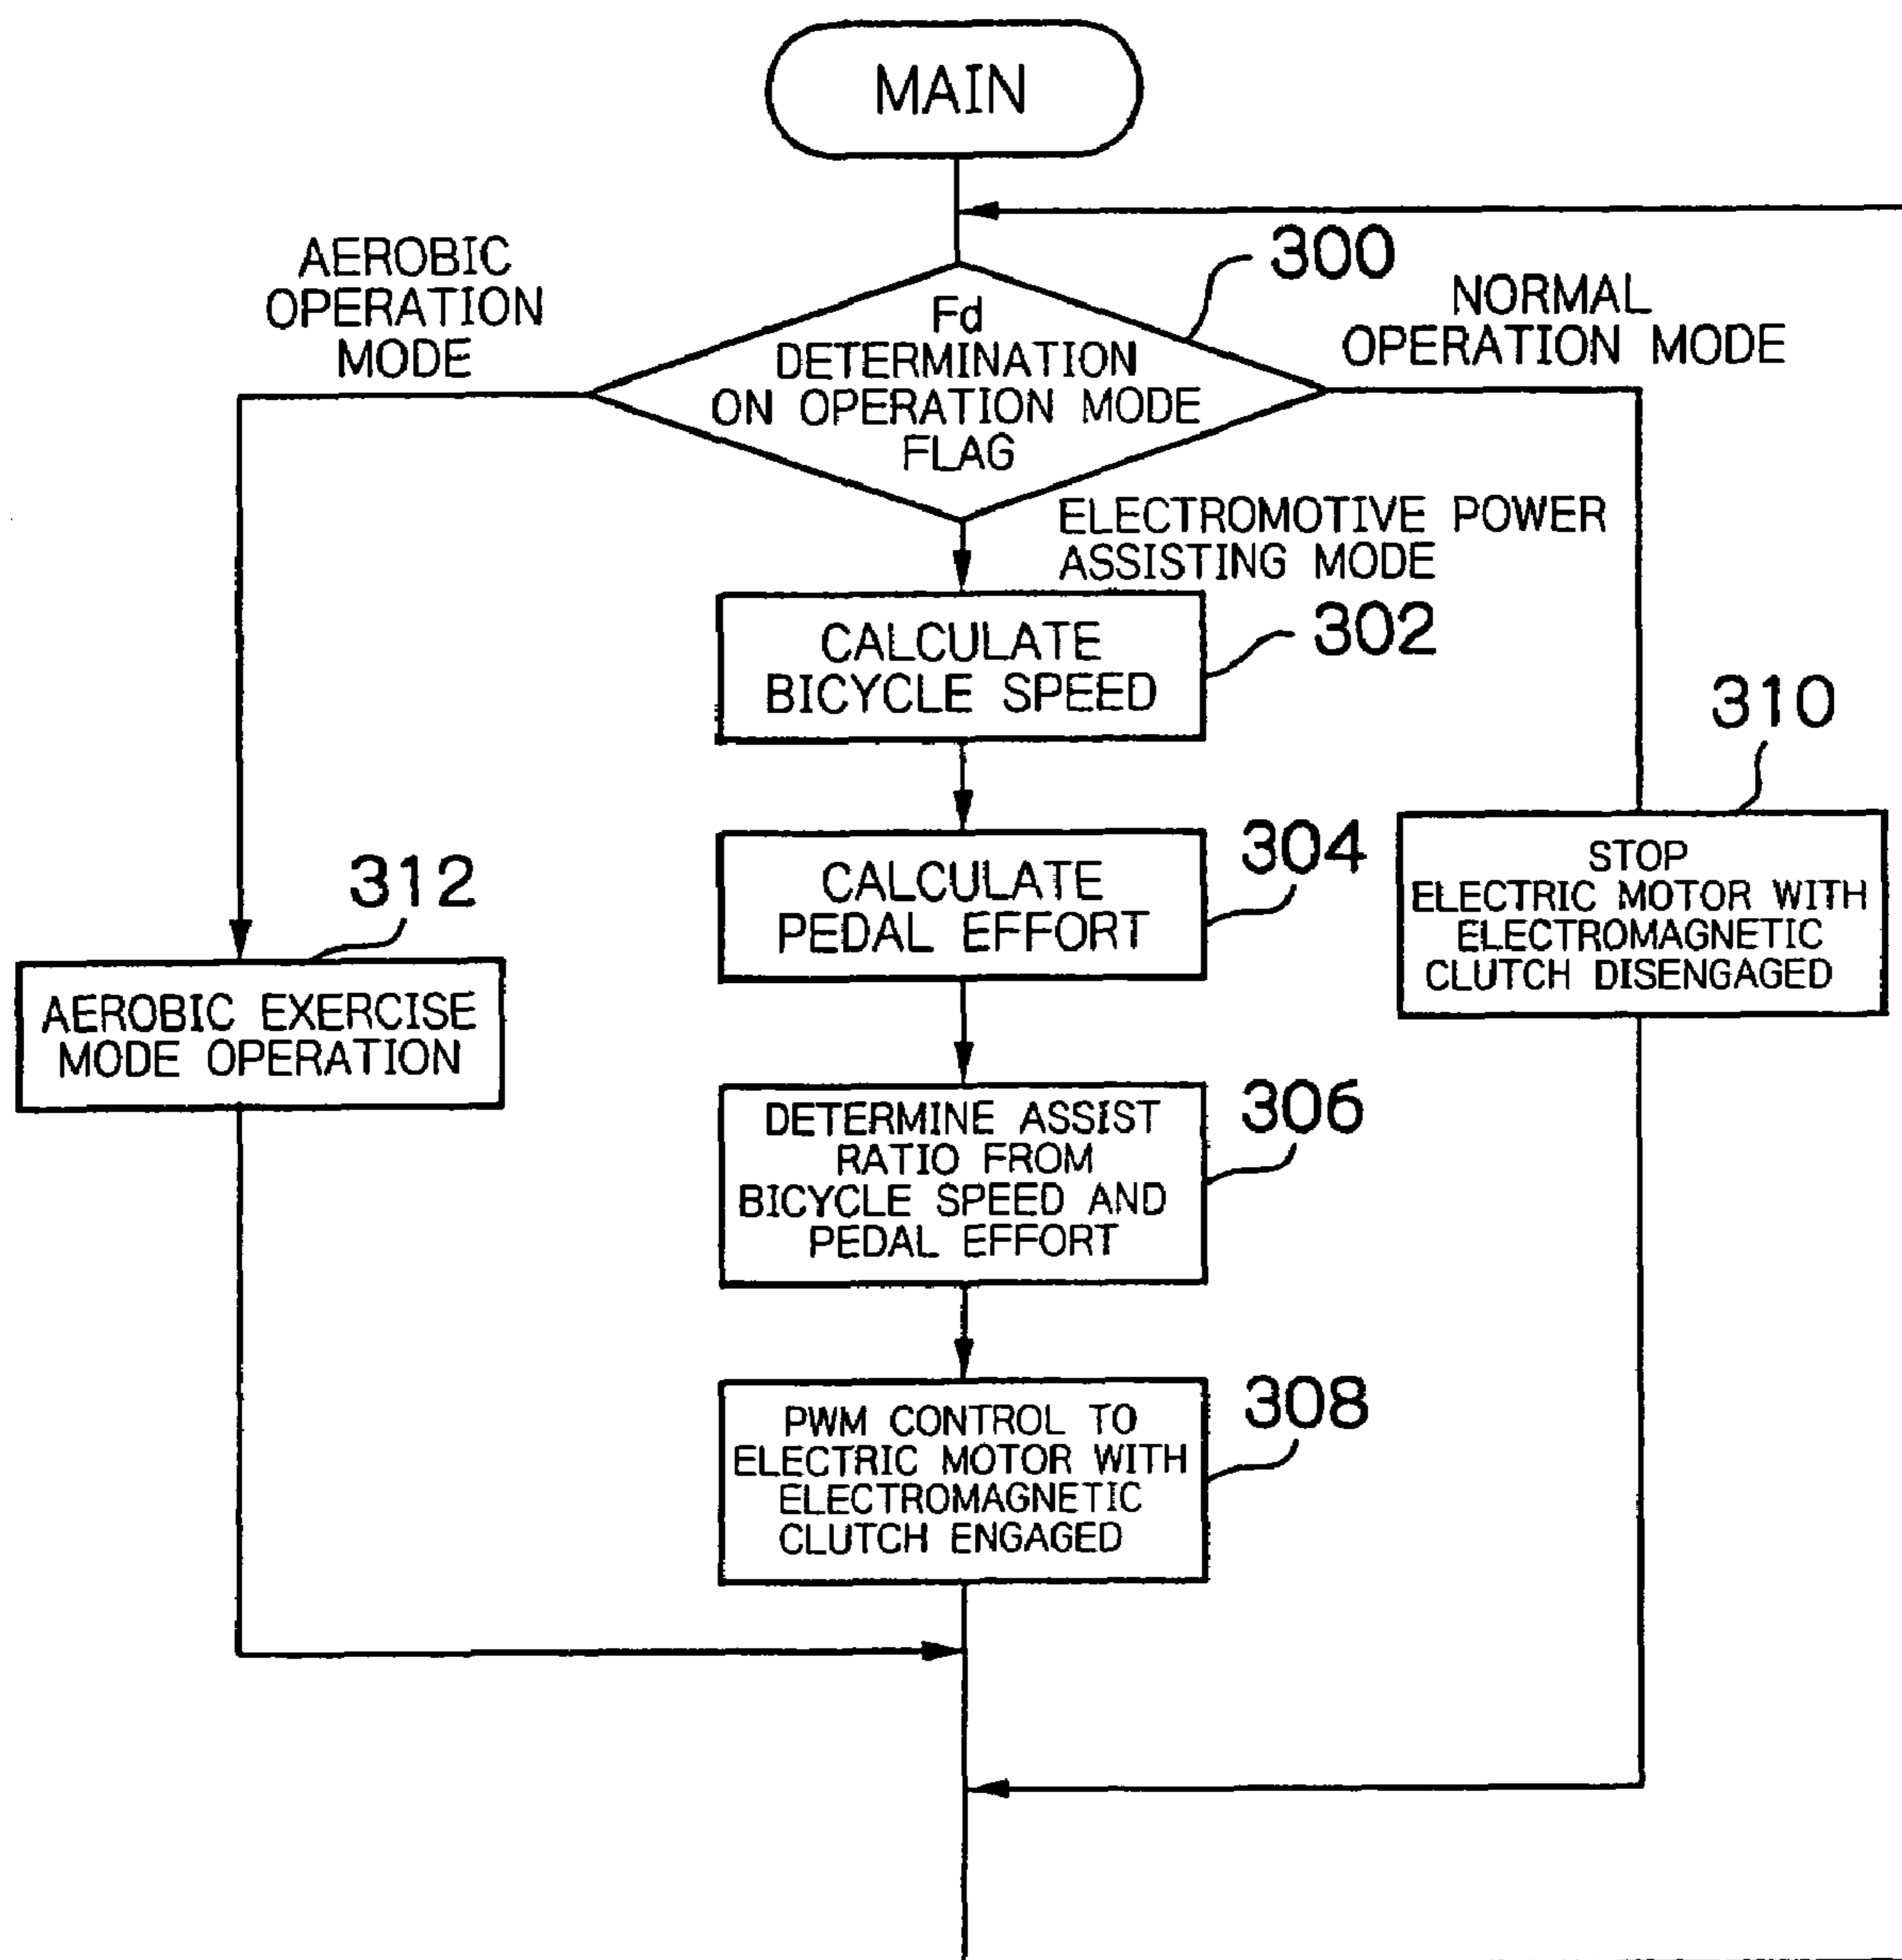 MAIN
300
AEROBIC
OPERATION
MODE
Fd
DETERMINATION
ON OPERATION MODE
FLAG
NORMAL
OPERATION MODE
ELECTROMOTIVE POWER
ASSISTING MODE
CALCULATE
BICYCLE SPEED
302
310
CALCULATE
PEDAL EFFORT
304
STOP
ELECTRIC MOTOR WITH
ELECTROMAGNETIC
CLUTCH DISENGAGED
312
AEROBIC EXERCISE
MODE OPERATION
DETERMINE ASSIST
RATIO FROM
BICYCLE SPEED AND
PEDAL EFFORT
306
PWM CONTROL TO
ELECTRIC MOTOR WITH
ELECTROMAGNETIC
CLUTCH ENGAGED
308